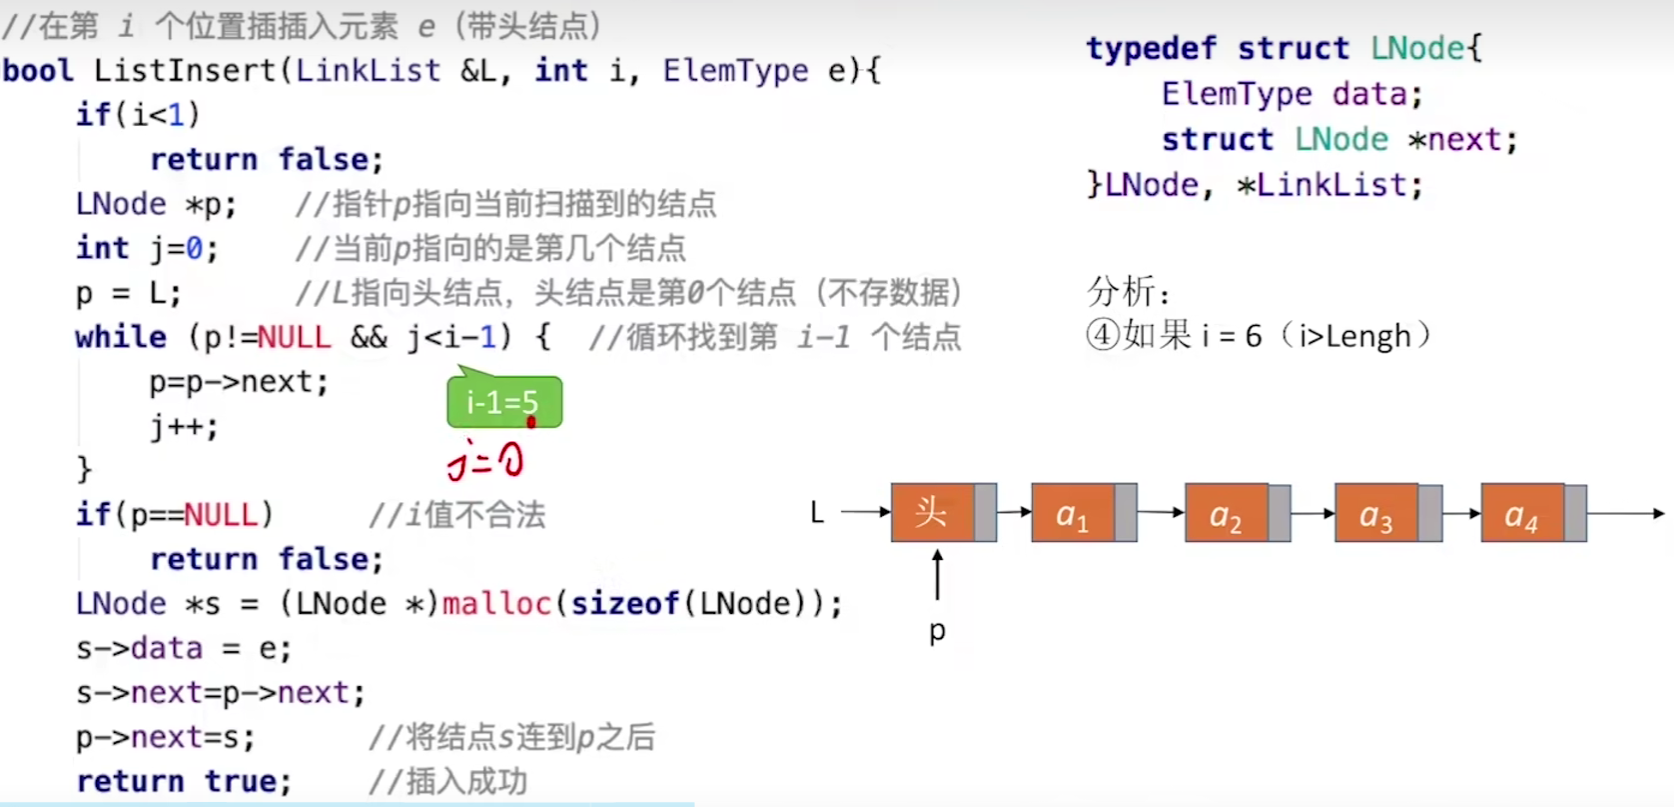 //在第 i 个位置插插入元素 e（带头结点）
bool ListInsert(LinkList &L, int i, ElemType e){
if(i<1)
return false;
LNode *p; //指针p指向当前扫描到的结点
int j=0; //当前p指向的是第几个结点
p = L; //L指向头结点，头结点是第0个结点（不存数据）
while (p!=NULL && j<i-1) { //循环找到第 i-1 个结点
p=p->next;
j++;
}
if(p==NULL) //i值不合法
return false;
LNode *s = (LNode *)malloc(sizeof(LNode));
s->data = e;
s->next=p->next;
p->next=s; //将结点s连到p之后
return true; //插入成功
i-1=5
j=0
typedef struct LNode{
ElemType data;
struct LNode *next;
}LNode, *LinkList;
分析：
④如果 i = 6（i>Lengh）
L 头 a1 a2 a3 a4
p